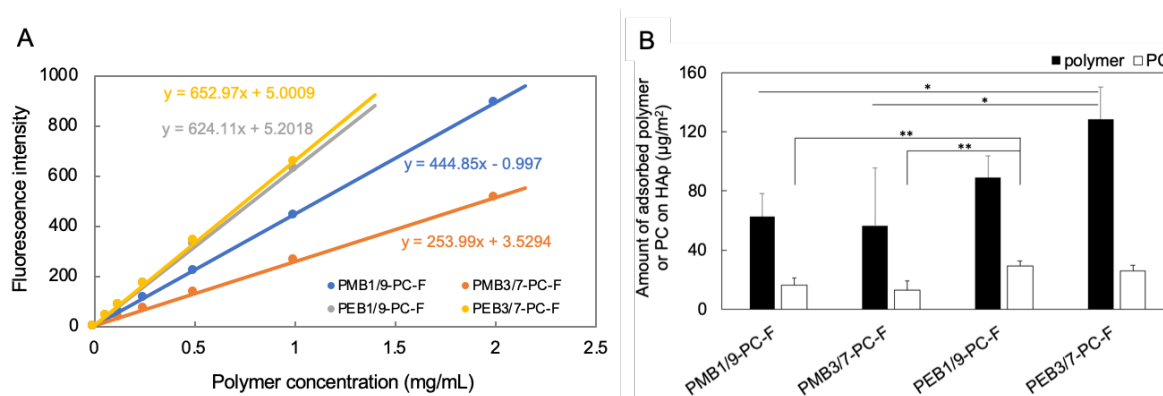 A
Fluorescence intensity
1000
800
600
400
200
0
y = 652.97x + 5.0009
y = 624.11x + 5.2018
y = 444.85x - 0.997
y = 253.99x + 3.5294
PMB1/9-PC-F
PMB3/7-PC-F
PEB1/9-PC-F
PEB3/7-PC-F
0
0.5
1
1.5
2
2.5
Polymer concentration (mg/mL)
B
polymer
PC
Amount of adsorbed polymer
or PC on HAp (μg/m²)
160
120
80
40
0
*
*
**
**
PMB1/9-PC-F
PMB3/7-PC-F
PEB1/9-PC-F
PEB3/7-PC-F